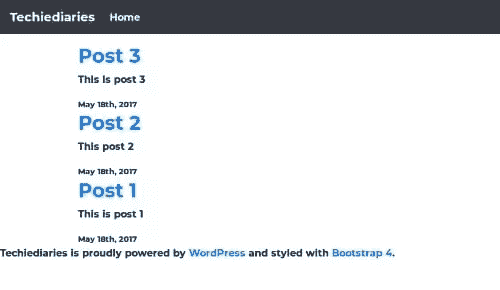 Techiediaries Home
Post 3
This is post 3
May 18th, 2017
Post 2
This post 2
May 18th, 2017
Post 1
This is post 1
May 18th, 2017
Techiediaries is proudly powered by WordPress and styled with Bootstrap 4.